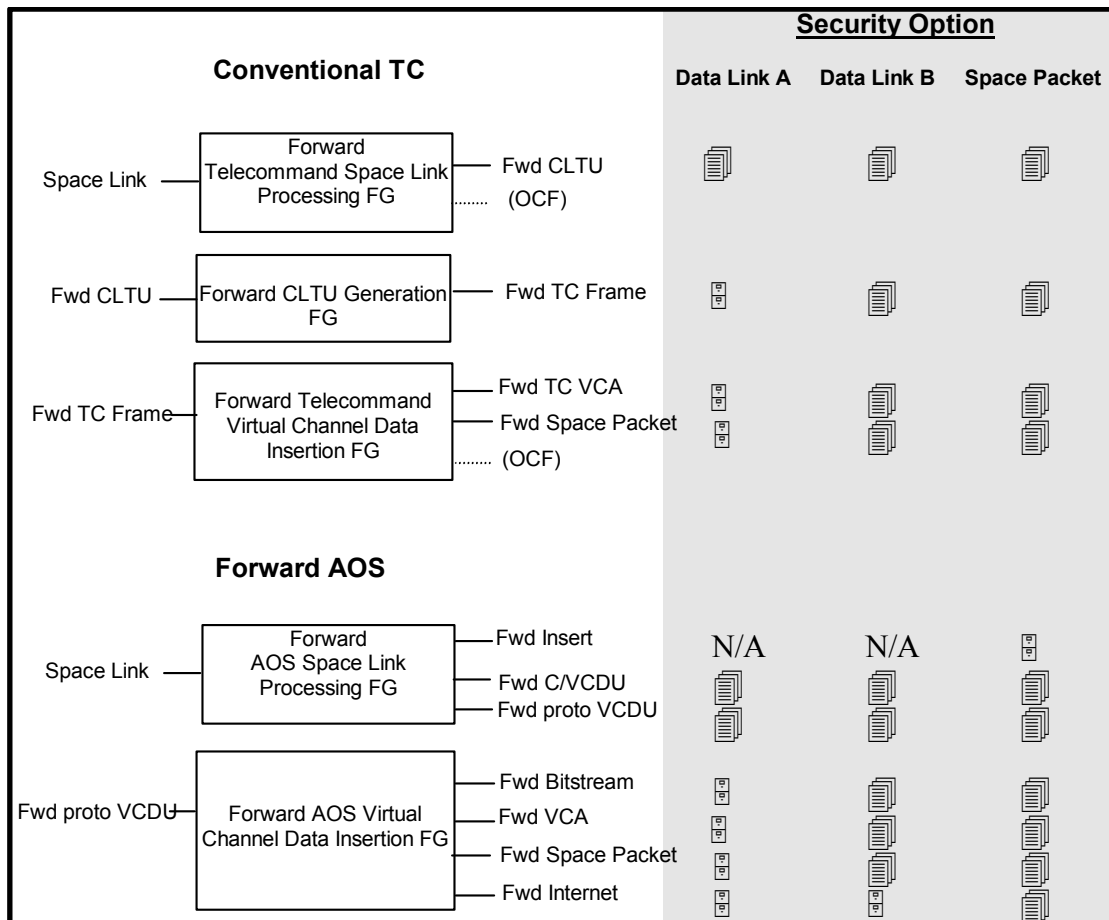 Security Option
Conventional TC
Data Link A Data Link B Space Packet
Space Link
Forward
Telecommand Space Link
Processing FG
Fwd CLTU
(OCF)
Fwd CLTU
Forward CLTU Generation
FG
Fwd TC Frame
Fwd TC Frame
Forward Telecommand
Virtual Channel Data
Insertion FG
Fwd TC VCA
Fwd Space Packet
(OCF)
Forward AOS
Space Link
Forward
AOS Space Link
Processing FG
Fwd Insert
N/A N/A
Fwd C/VCDU
Fwd proto VCDU
Fwd proto VCDU
Forward AOS Virtual
Channel Data Insertion FG
Fwd Bitstream
Fwd VCA
Fwd Space Packet
Fwd Internet